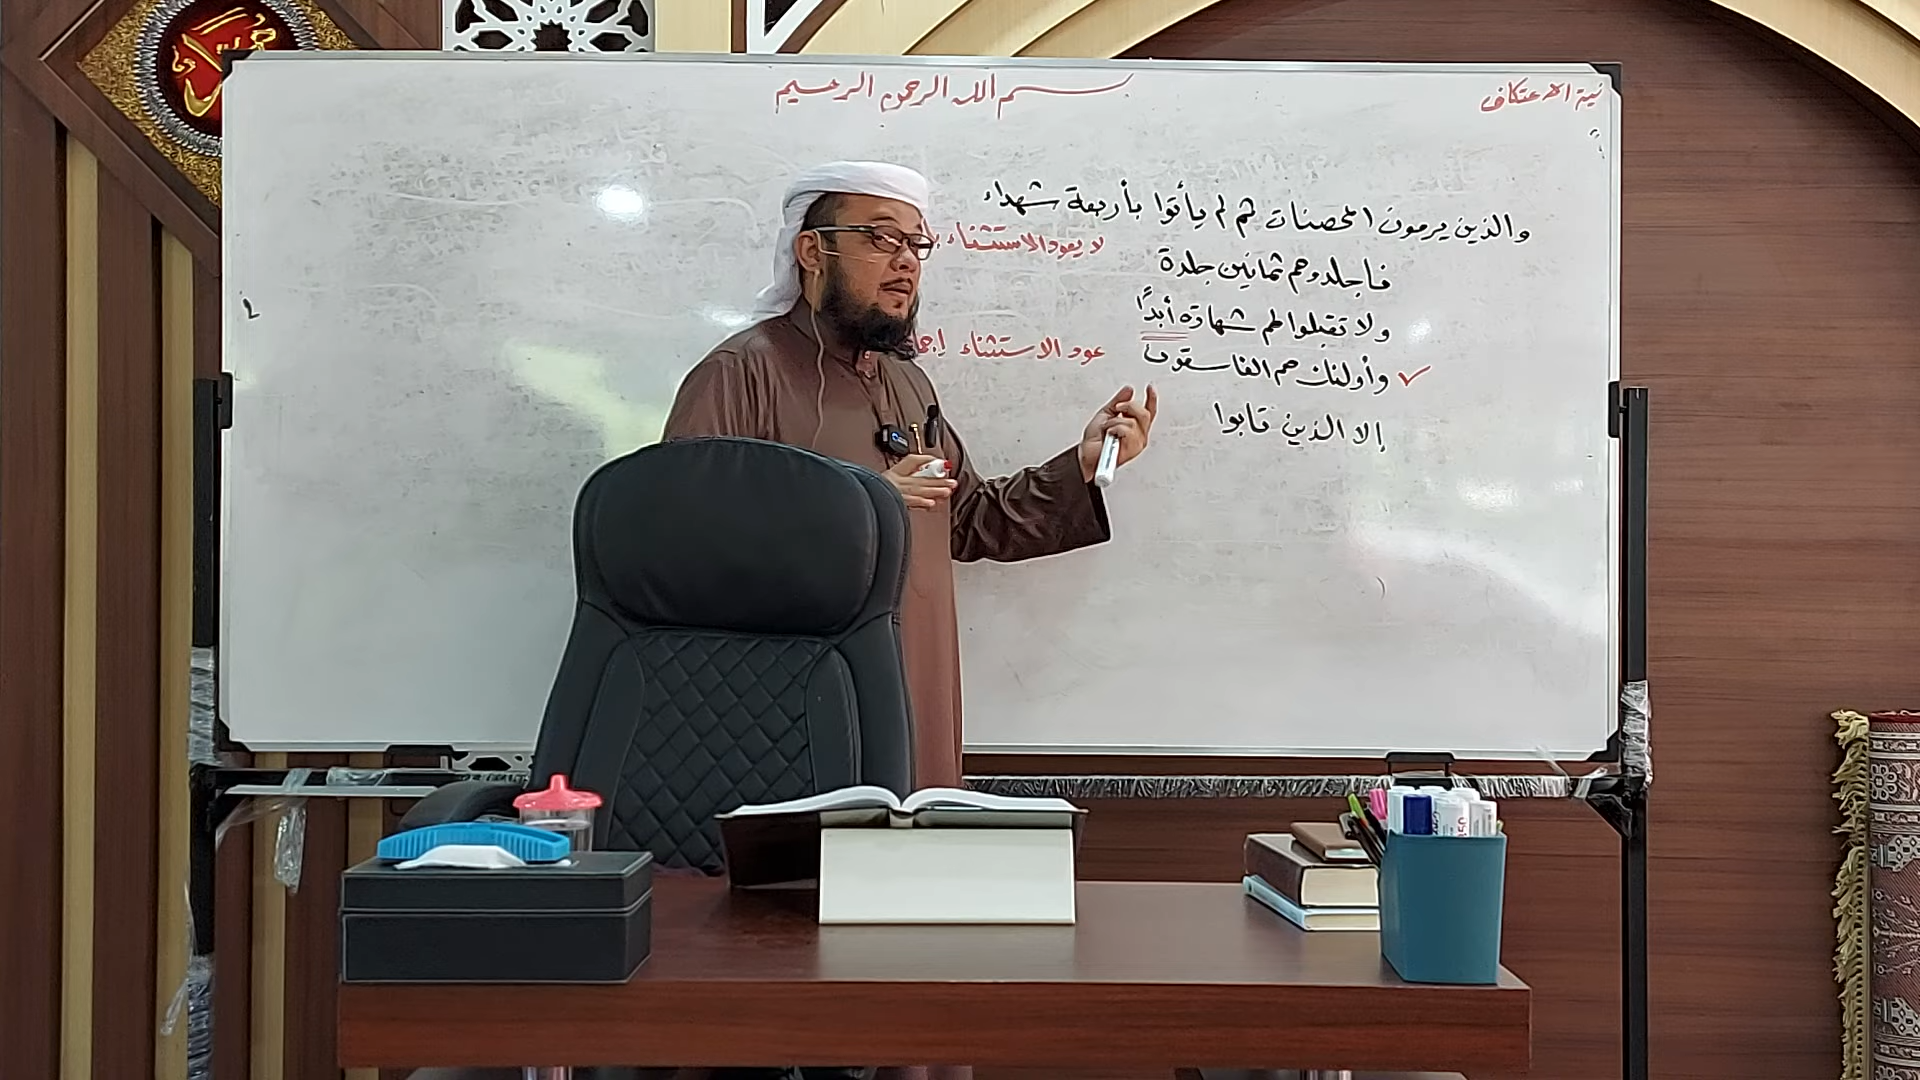 بسم الله الرحمن الرحيم
نية الاعتكاف
والذين يرمون المحصنات ثم لم يأتوا بأربعة شهداء
لا يعود الاستثناء
فاجلدوهم ثمانين جلدة
ولا تقبلوا لهم شهادة أبدًا
عود الاستثناء
وأولئك هم الفاسقون
إلا الذين تابوا